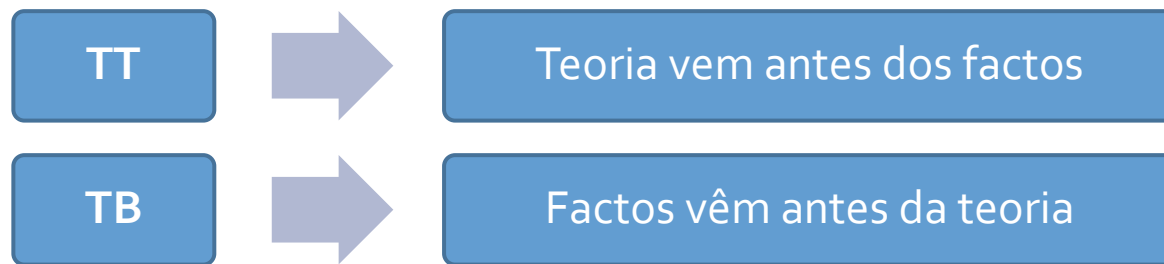 TT
Teoria vem antes dos factos
TB
Factos vêm antes da teoria